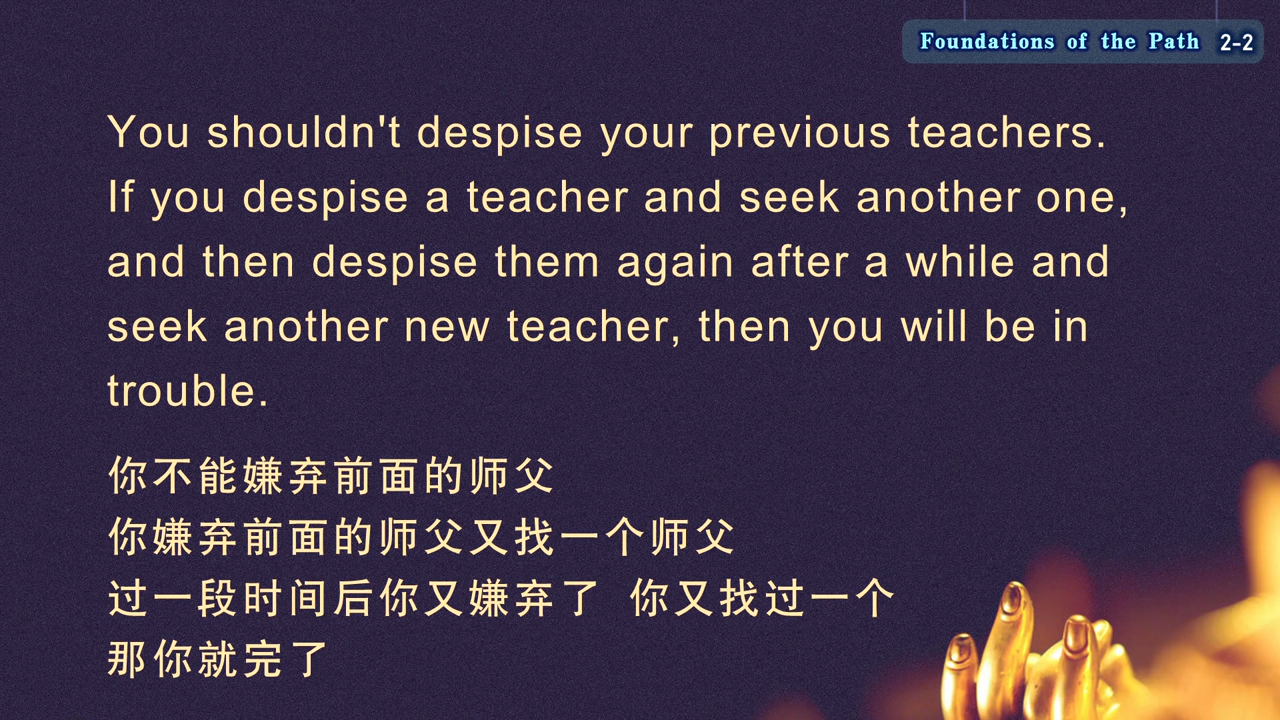 Foundations of the Path 2-2
You shouldn't despise your previous teachers.
If you despise a teacher and seek another one,
and then despise them again after a while and
seek another new teacher, then you will be in
trouble.
你不能嫌弃前面的师父
你嫌弃前面的师父又找一个师父
过一段时间后你又嫌弃了 你又找过一个
那你就完了